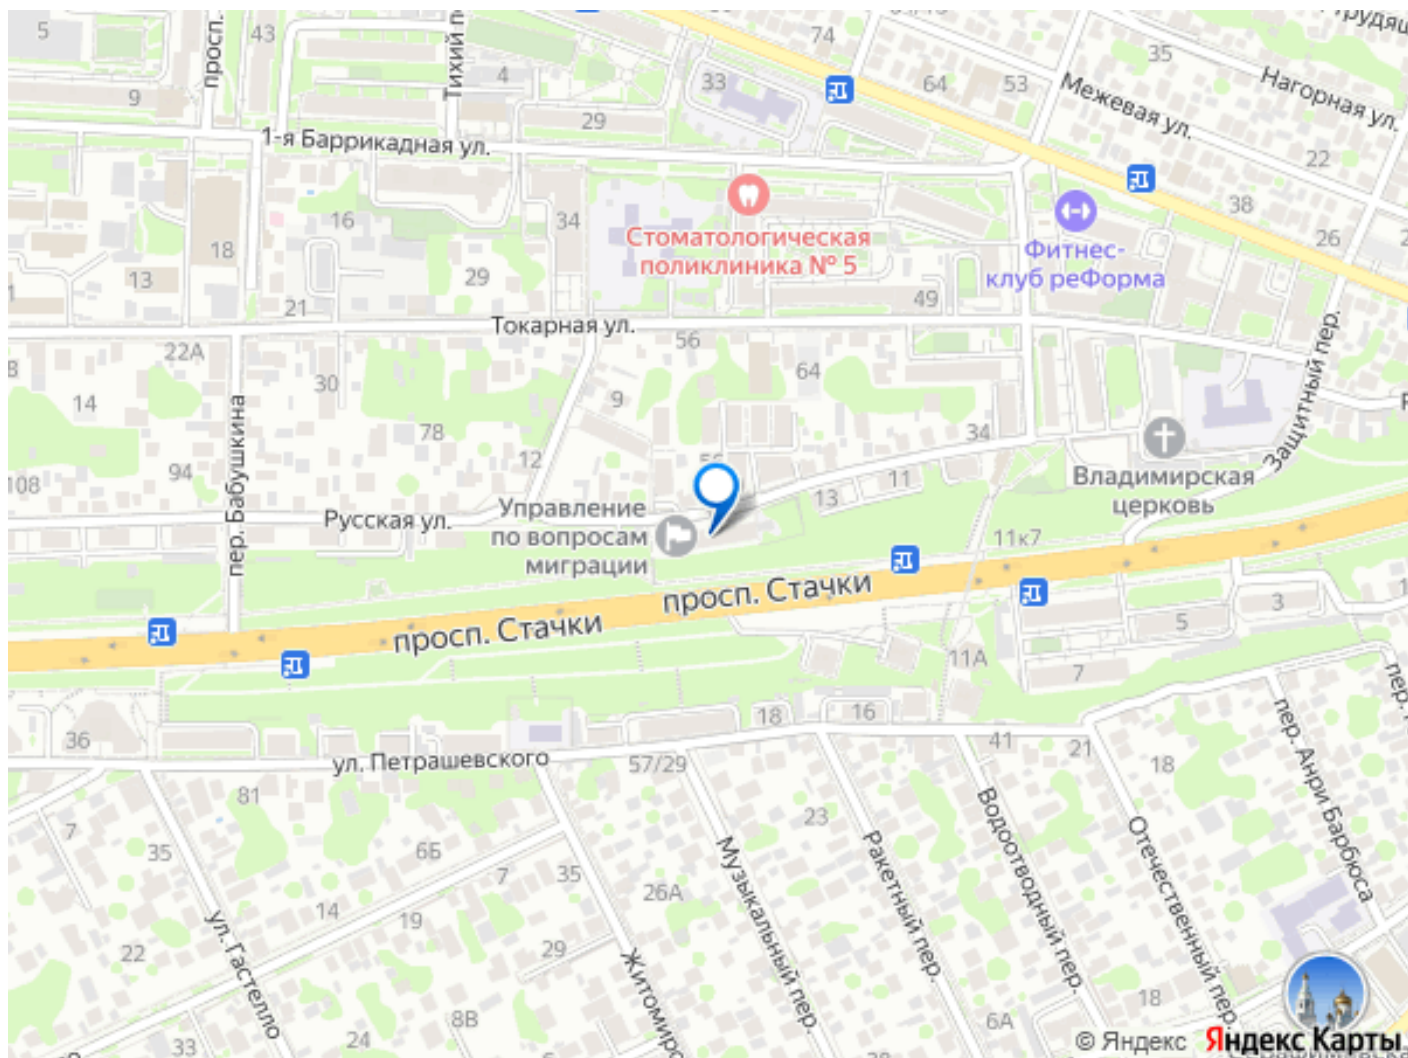 5
43
просп.
Тихий п
74
35
рудящ
Нагорная ул.
9
4
33
64
53
Межевая ул.
29
1-я Баррикадная ул.
22
16
34
38
18
Стоматологическая
поликлиника № 5
26
Фитнес-
клуб реФорма
13
29
21
49
Токарная ул.
56
22А
30
64
14
9
78
12
34
Защитный пер.
пер. Бабушкина
94
108
11
13
Владимирская
церковь
Русская ул.
Управление
по вопросам
миграции
11к7
просп. Стачки
просп. Стачки
3
5
11А
7
18
16
36
41
21
18
ул. Петрашевского
57/29
пер. Анри Барбюса
пер.
81
7
35
6Б
7
35
23
26А
14
19
22
29
ул. Гастелло
Житомирс
Музыкальный пер.
Ракетный пер.
Водоотводный пер.
Отечественный пер.
18
6А
8В
24
33
© Яндекс Яндекс Карты